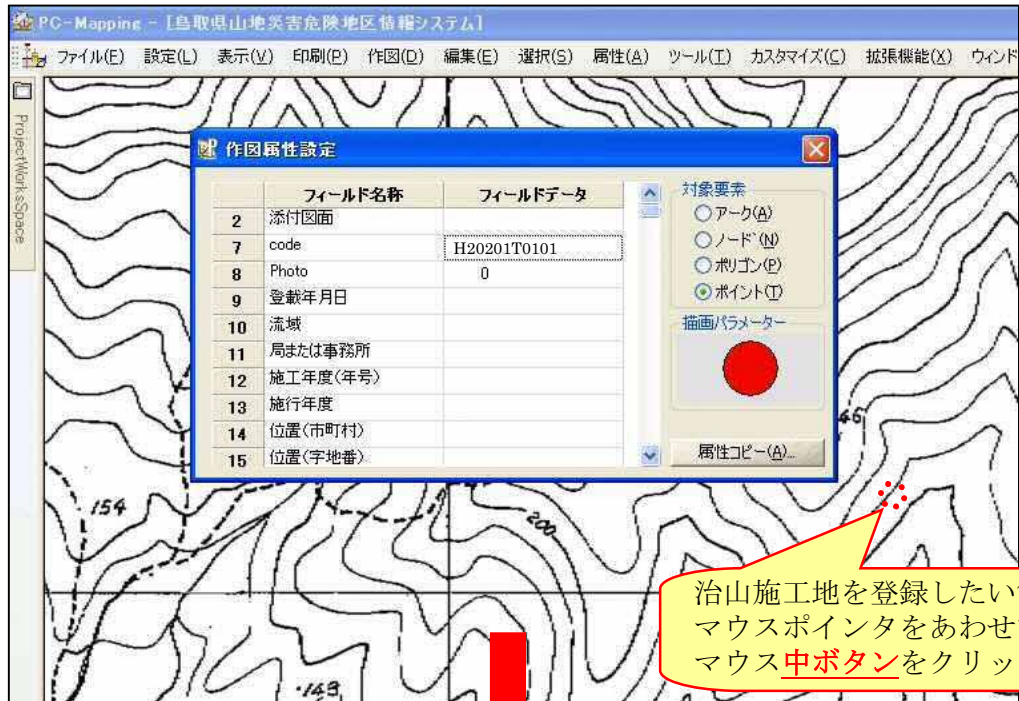 PC-Mapping - [鳥取県山地災害危険地区情報システム]
ファイル(F) 設定(L) 表示(V) 印刷(P) 作図(D) 編集(E) 選択(S) 属性(A) ツール(T) カスタマイズ(C) 拡張機能(X) ウィンド
ProjectWorksSpace
作図属性設定
フィールド名称 フィールドデータ
2 添付図面
7 code H20201T0101
8 Photo 0
9 登載年月日
10 流域
11 局または事務所
12 施工年度(年号)
13 施行年度
14 位置(市町村)
15 位置(字地番)
対象要素
アーク(A)
ノード(N)
ポリゴン(P)
ポイント(T)
描画パラメーター
属性コピー(A)...
154
200
149
治山施工地を登録したい
マウスポインタをあわせ
マウス中ボタンをクリッ